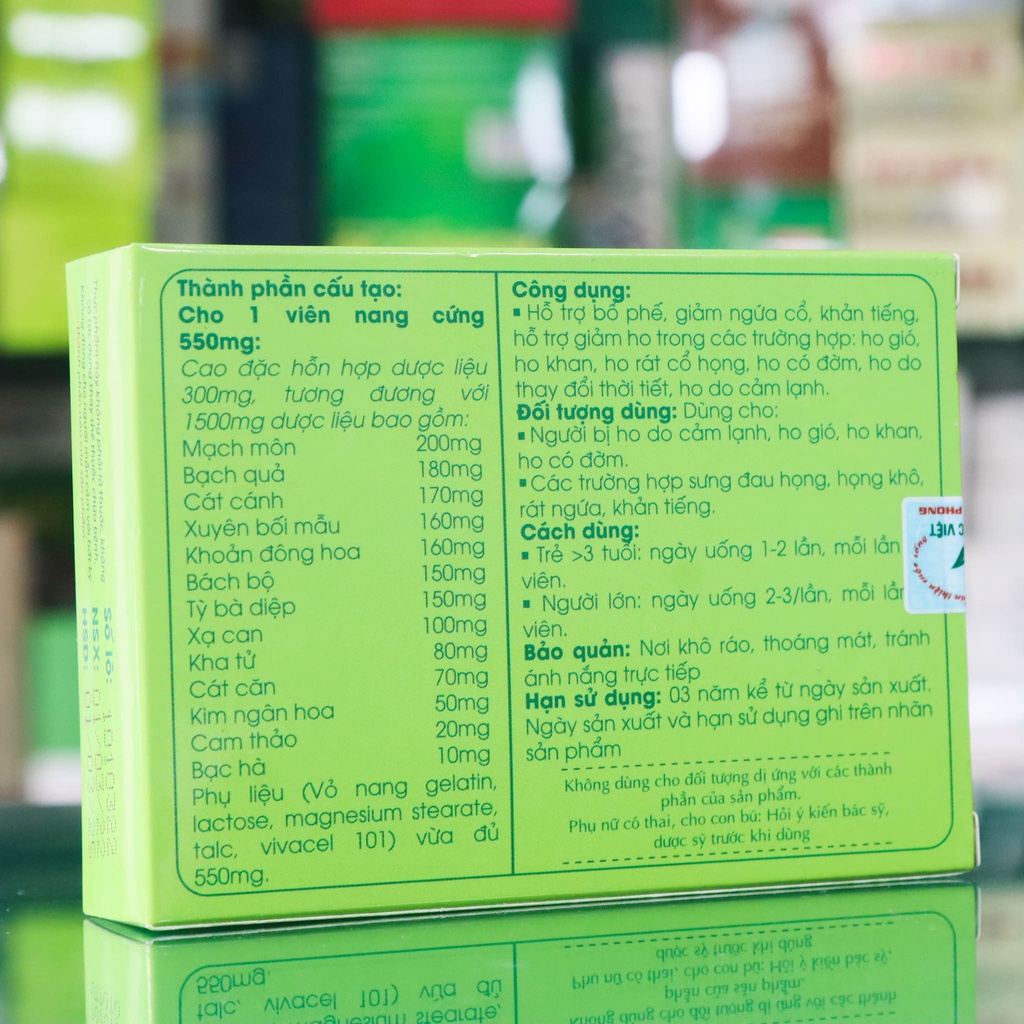 Thành phần cấu tạo:
Cho 1 viên nang cứng
550mg:
Cao đặc hỗn hợp dược liệu
300mg, tương đương với
1500mg dược liệu bao gồm:
Mạch môn 200mg
Bạch quả 180mg
Cát cánh 170mg
Xuyên bối mẫu 160mg
Khoản đông hoa 160mg
Bách bộ 150mg
Tỳ bà diệp 150mg
Xạ can 100mg
Kha tử 80mg
Cát căn 70mg
Kim ngân hoa 50mg
Cam thảo 20mg
Bạc hà 10mg
Phụ liệu (Vỏ nang gelatin,
lactose, magnesium stearate,
talc, vivacel 101) vừa đủ
550mg.
Công dụng:
▪ Hỗ trợ bổ phế, giảm ngứa cổ, khản tiếng,
hỗ trợ giảm ho trong các trường hợp: ho gió,
ho khan, ho rát cổ họng, ho có đờm, ho do
thay đổi thời tiết, ho do cảm lạnh.
Đối tượng dùng: Dùng cho:
▪ Người bị ho do cảm lạnh, ho gió, ho khan,
ho có đờm.
▪ Các trường hợp sưng đau họng, họng khô,
rát ngứa, khản tiếng.
Cách dùng:
▪ Trẻ >3 tuổi: ngày uống 1-2 lần, mỗi lần
viên.
▪ Người lớn: ngày uống 2-3/lần, mỗi lần
viên.
Bảo quản: Nơi khô ráo, thoáng mát, tránh
ánh nắng trực tiếp
Hạn sử dụng: 03 năm kể từ ngày sản xuất.
Ngày sản xuất và hạn sử dụng ghi trên nhãn
sản phẩm
Không dùng cho đối tượng dị ứng với các thành
phần của sản phẩm.
Phụ nữ có thai, cho con bú: Hỏi ý kiến bác sỹ,
dược sỹ trước khi dùng
Số lô:
NSX:
HSD:
C VIỆT
PHONG